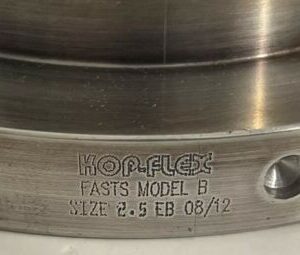 KOP-FLEX
FASTS MODEL B
SIZE 2.5 EB 08/12